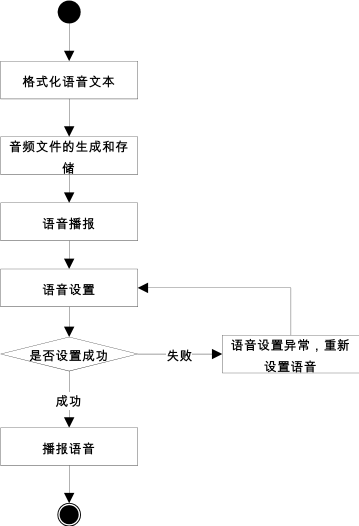 格式化语音文本
音频文件的生成和存
储
语音播报
语音设置
是否设置成功
失败
语音设置异常，重新
设置语音
成功
播报语音